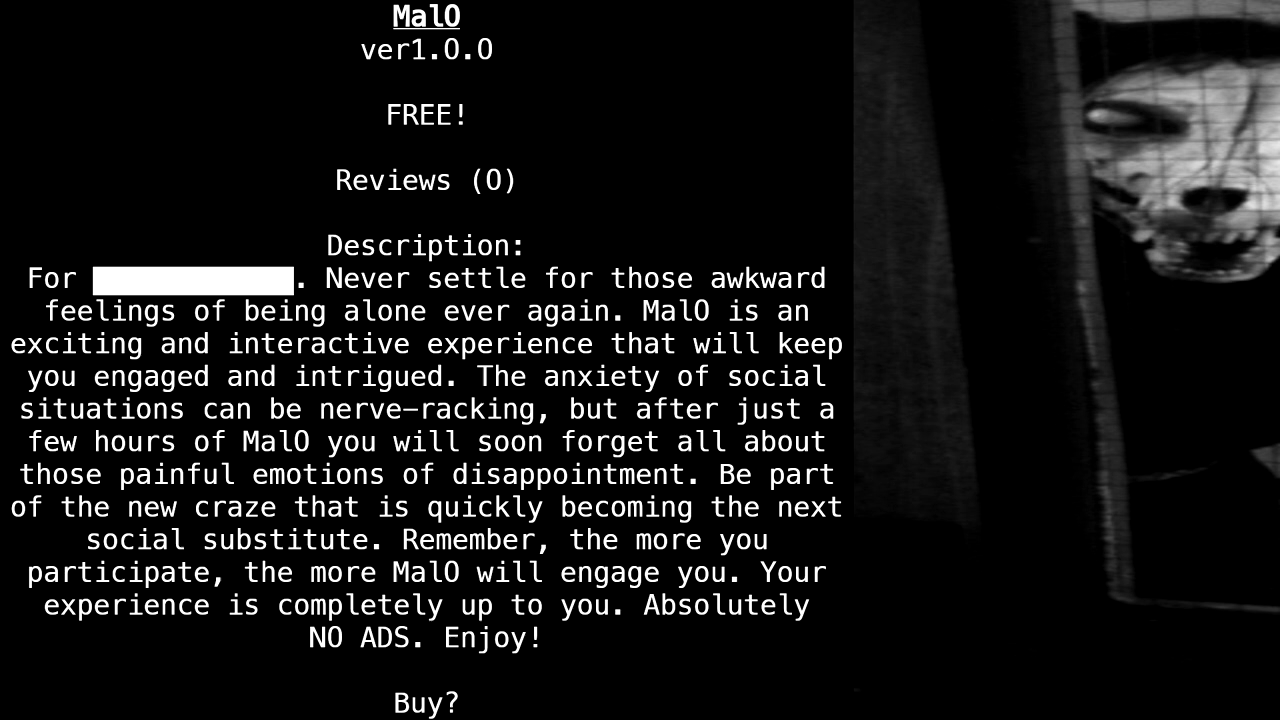 MalO
ver1.0.0
FREE!
Reviews (0)
Description:
For . Never settle for those awkward
feelings of being alone ever again. MalO is an
exciting and interactive experience that will keep
you engaged and intrigued. The anxiety of social
situations can be nerve-racking, but after just a
few hours of MalO you will soon forget all about
those painful emotions of disappointment. Be part
of the new craze that is quickly becoming the next
social substitute. Remember, the more you
participate, the more MalO will engage you. Your
experience is completely up to you. Absolutely
NO ADS. Enjoy!
Buy?